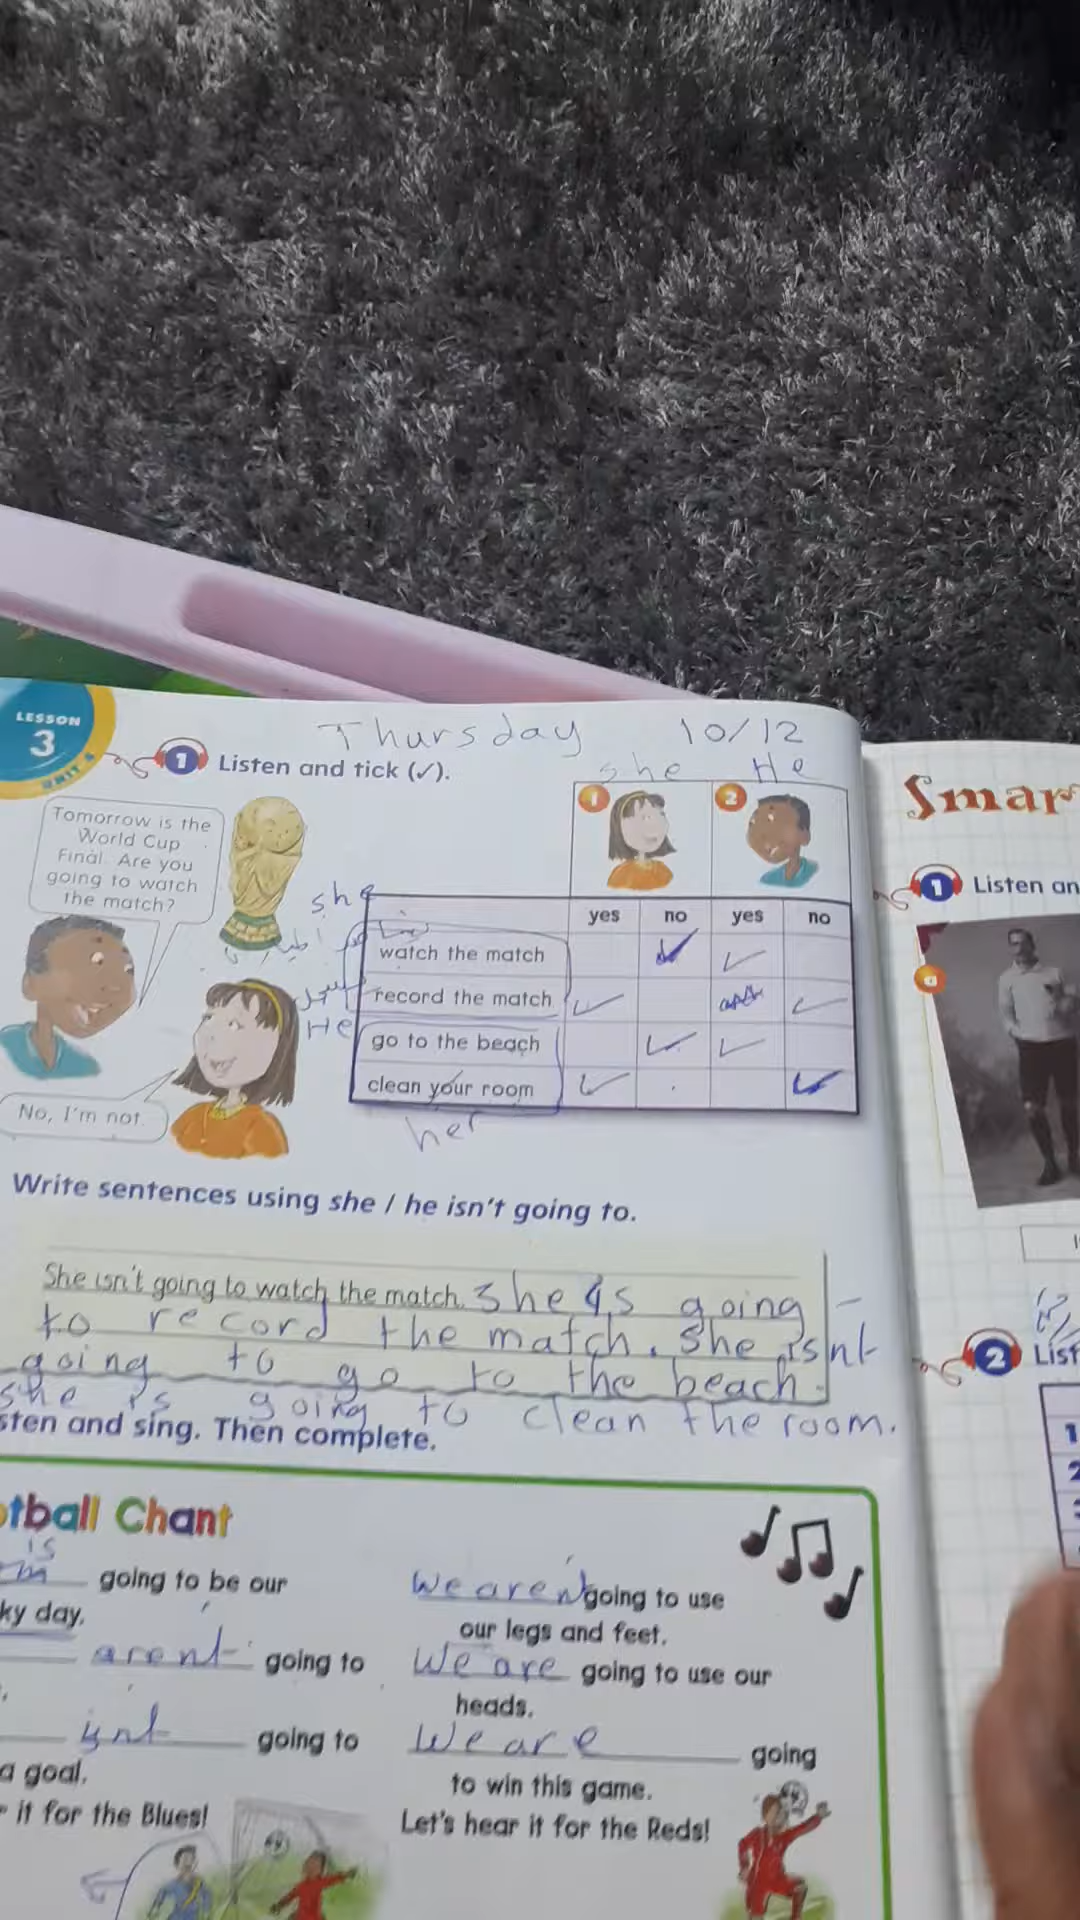 LESSON
3
UNIT
Thursday 10/12
1 Listen and tick (✓).
she He
1 2
Tomorrow is the
World Cup
Final. Are you
going to watch
the match?
she
yes no yes no
watch the match
record the match
He
go to the beach
clean your room
No, I'm not.
her
Write sentences using she / he isn't going to.
She isn't going to watch the match. she is going
to record the match. she isnt
going to go to the beach.
she is going to clean the room.
sten and sing. Then complete.
otball Chant
is
going to be our
ky day.
arent going to
isnt going to
a goal.
it for the Blues!
We aren't going to use
our legs and feet.
We are going to use our
heads.
We are going
to win this game.
Let's hear it for the Reds!
Smar
1 Listen an
a
2 List
1
2